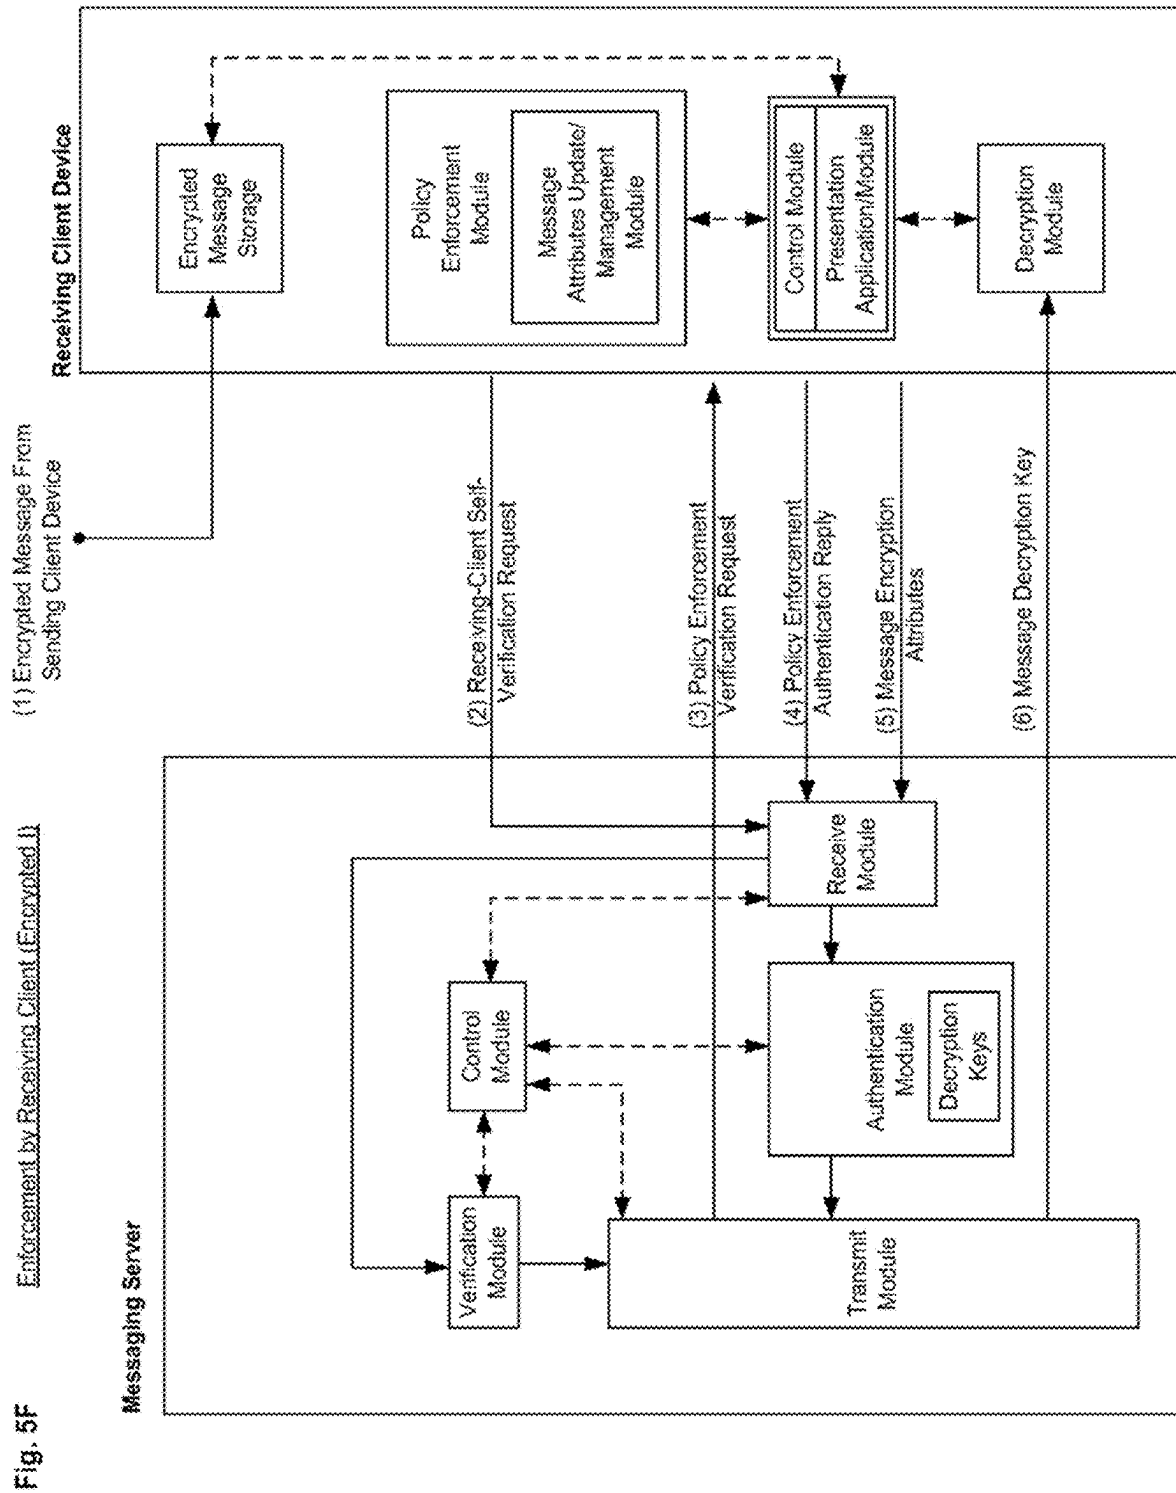 Fig. 5F
Enforcement by Receiving Client (Encrypted I)
Messaging Server
Verification
Module
Control
Module
Transmit
Module
Authentication
Module
Decryption
Keys
Receive
Module
(1) Encrypted Message From
Sending Client Device
(2) Receiving-Client Self-
Verification Request
(3) Policy Enforcement
Verification Request
(4) Policy Enforcement
Authentication Reply
(5) Message Encryption
Attributes
(6) Message Decryption Key
Receiving Client Device
Encrypted
Message
Storage
Policy
Enforcement
Module
Message
Attributes Update/
Management
Module
Control Module
Presentation
Application/Module
Decryption
Module